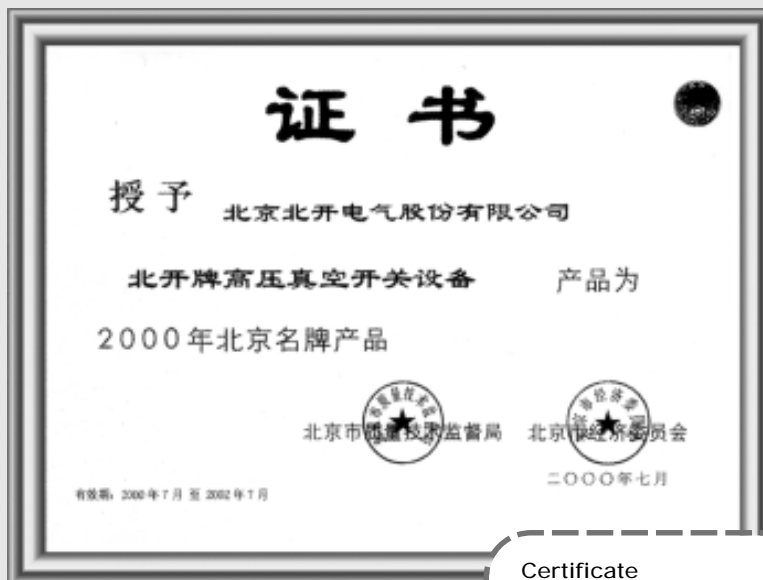 证 书
授予 北京北开电气股份有限公司
北开牌高压真空开关设备 产品为
2000年北京名牌产品
北京市质量技术监督局 北京市经济委员会
二〇〇〇年七月
有效期: 2000年7月 至 2002年7月
Certificate